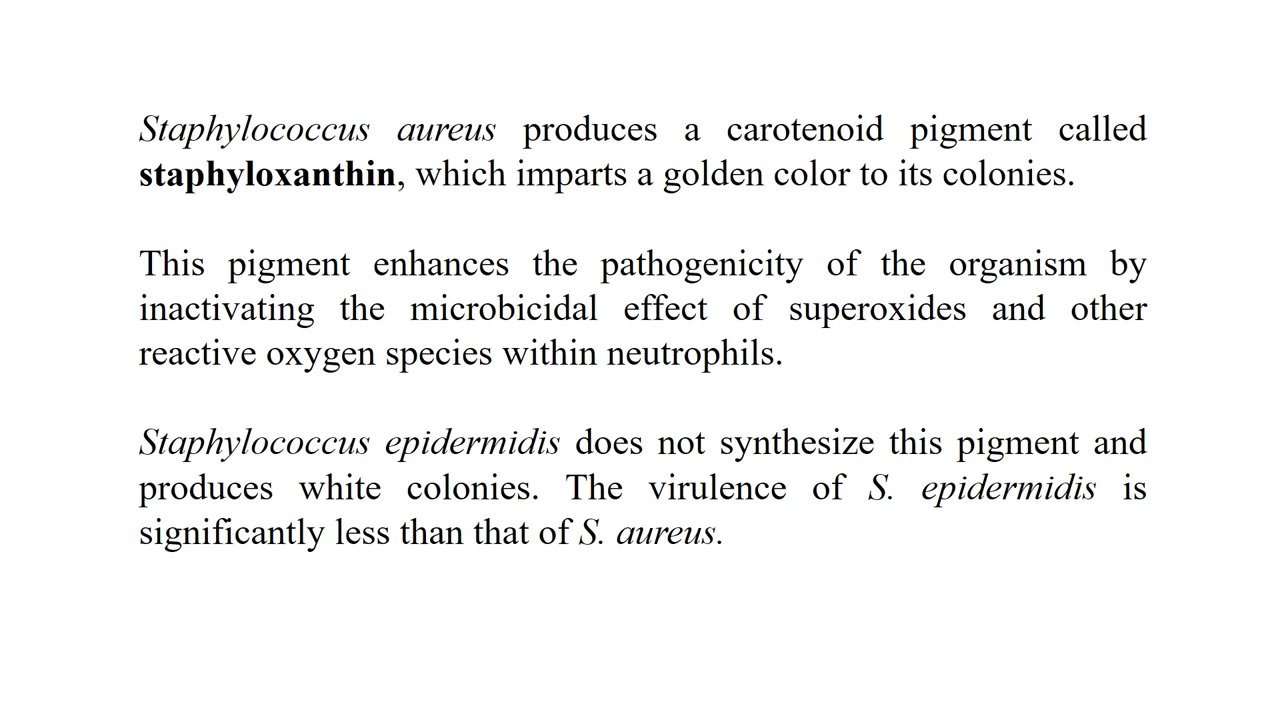 Staphylococcus aureus produces a carotenoid pigment called
staphyloxanthin, which imparts a golden color to its colonies.
This pigment enhances the pathogenicity of the organism by
inactivating the microbicidal effect of superoxides and other
reactive oxygen species within neutrophils.
Staphylococcus epidermidis does not synthesize this pigment and
produces white colonies. The virulence of S. epidermidis is
significantly less than that of S. aureus.